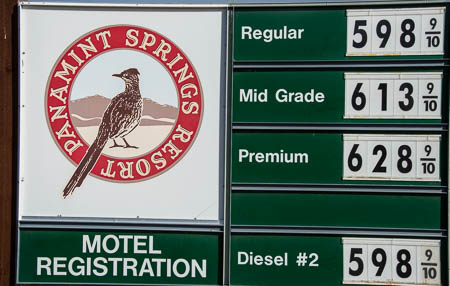 PANAMINT SPRINGS RESORT
MOTEL
REGISTRATION
Regular 598 9/10
Mid Grade 613 9/10
Premium 628 9/10
Diesel #2 598 9/10